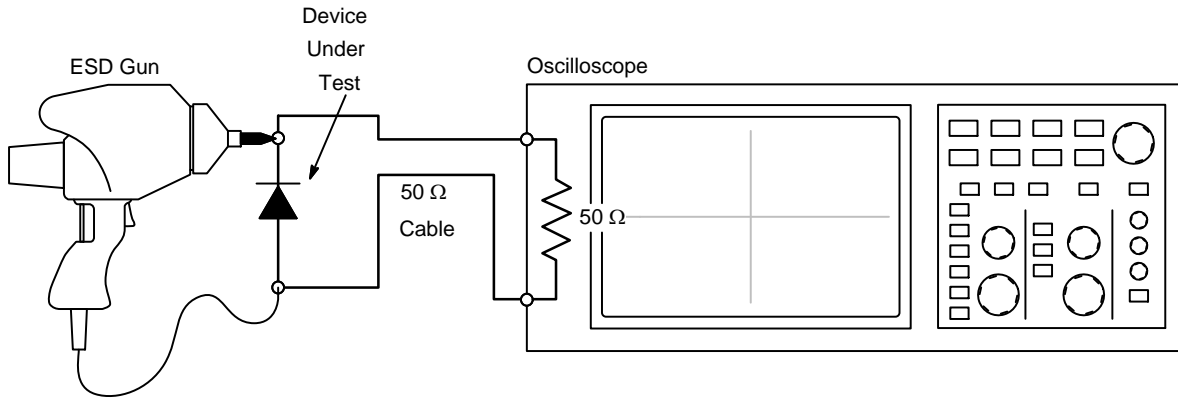 Device
Under
Test
ESD Gun
Oscilloscope
50 Ω
Cable
50 Ω